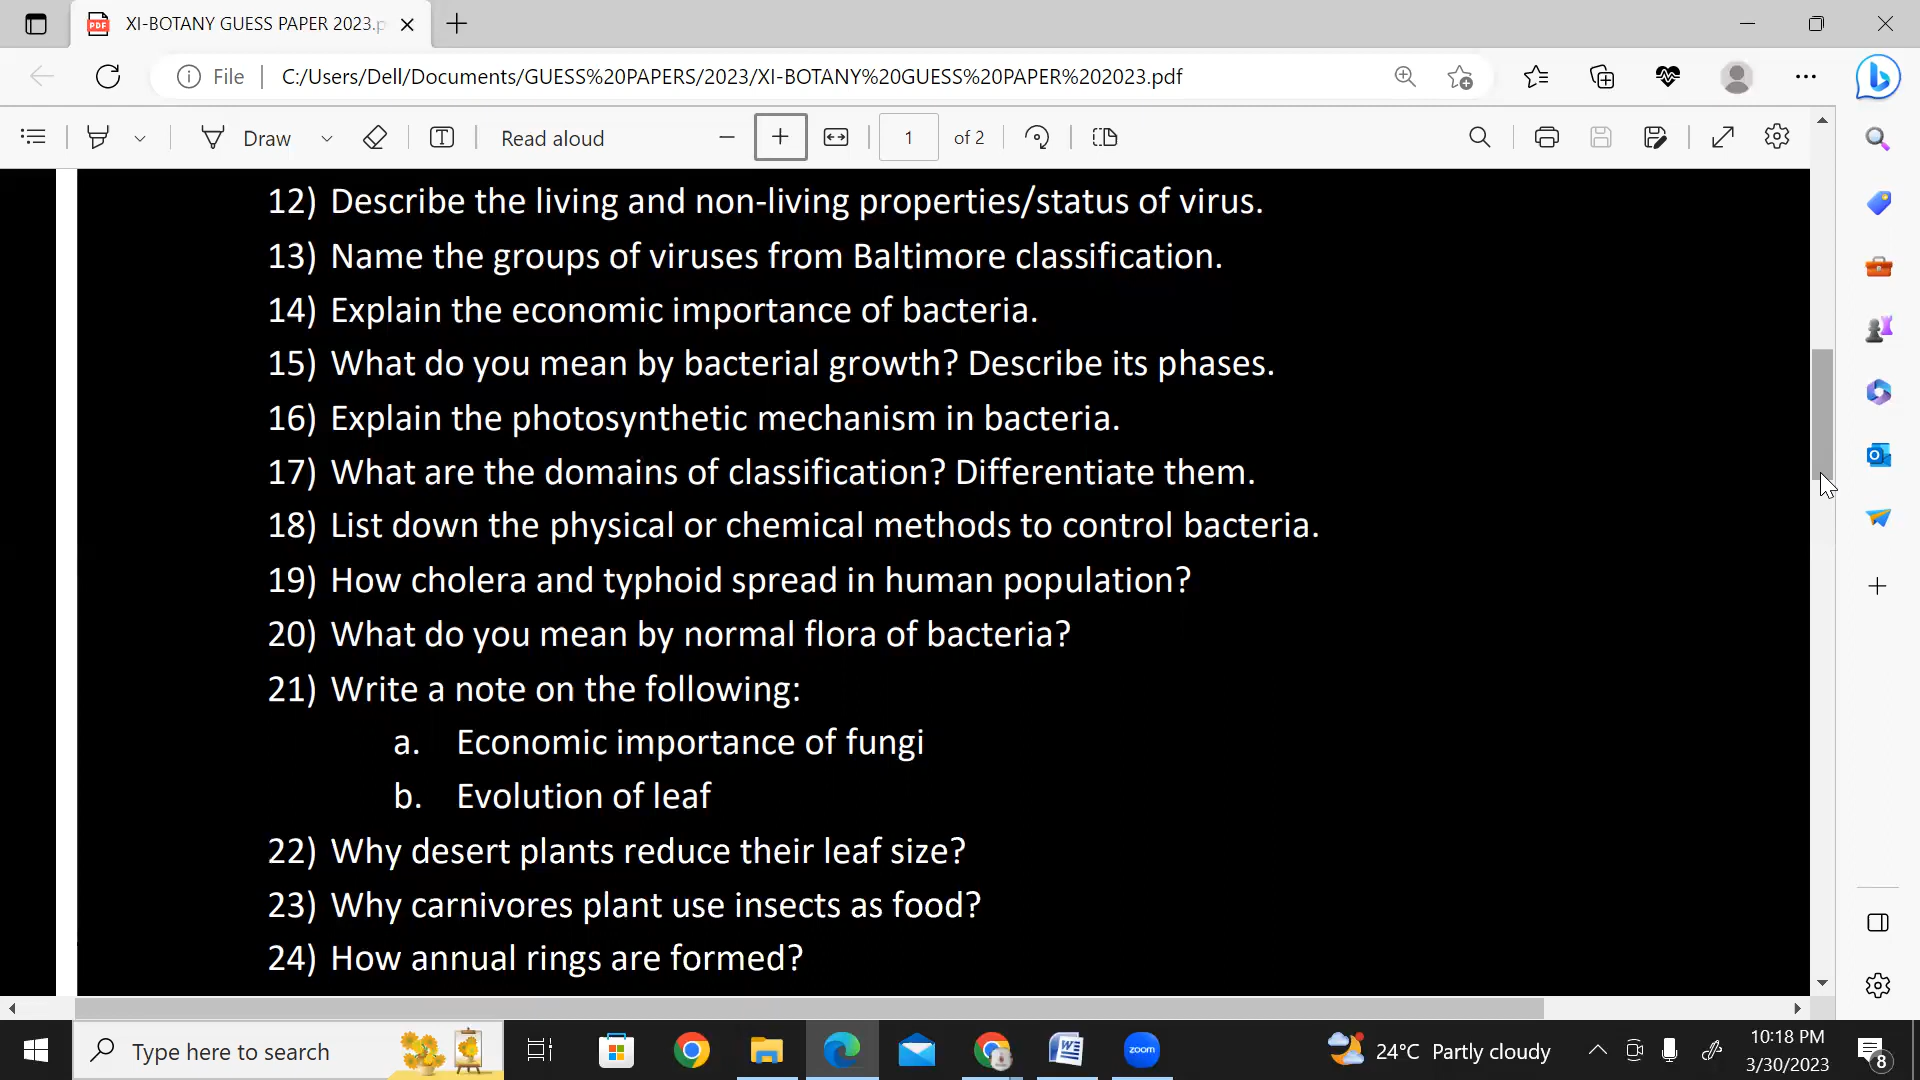 XI-BOTANY GUESS PAPER 2023.p
File
C:/Users/Dell/Documents/GUESS%20PAPERS/2023/XI-BOTANY%20GUESS%20PAPER%202023.pdf
Draw
Read aloud
1
of 2
12) Describe the living and non-living properties/status of virus.
13) Name the groups of viruses from Baltimore classification.
14) Explain the economic importance of bacteria.
15) What do you mean by bacterial growth? Describe its phases.
16) Explain the photosynthetic mechanism in bacteria.
17) What are the domains of classification? Differentiate them.
18) List down the physical or chemical methods to control bacteria.
19) How cholera and typhoid spread in human population?
20) What do you mean by normal flora of bacteria?
21) Write a note on the following:
a. Economic importance of fungi
b. Evolution of leaf
22) Why desert plants reduce their leaf size?
23) Why carnivores plant use insects as food?
24) How annual rings are formed?
Type here to search
zoom
24°C Partly cloudy
10:18 PM
3/30/2023
8